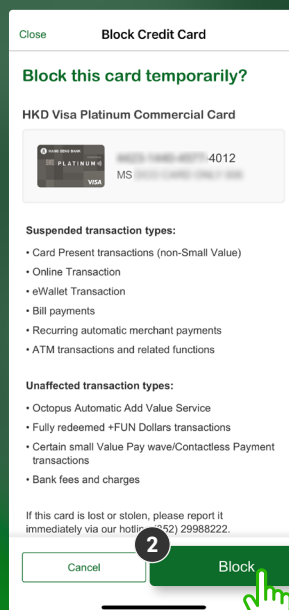 Close
Block Credit Card
Block this card temporarily?
HKD Visa Platinum Commercial Card
HANG SENG BANK
PLATINUM
VISA
-4012
MS
Suspended transaction types:
• Card Present transactions (non-Small Value)
• Online Transaction
• eWallet Transaction
• Bill payments
• Recurring automatic merchant payments
• ATM transactions and related functions
Unaffected transaction types:
• Octopus Automatic Add Value Service
• Fully redeemed +FUN Dollars transactions
• Certain small Value Pay wave/Contactless Payment
transactions
• Bank fees and charges
If this card is lost or stolen, please report it
immediately via our hotline (852) 29988222.
2
Cancel
Block